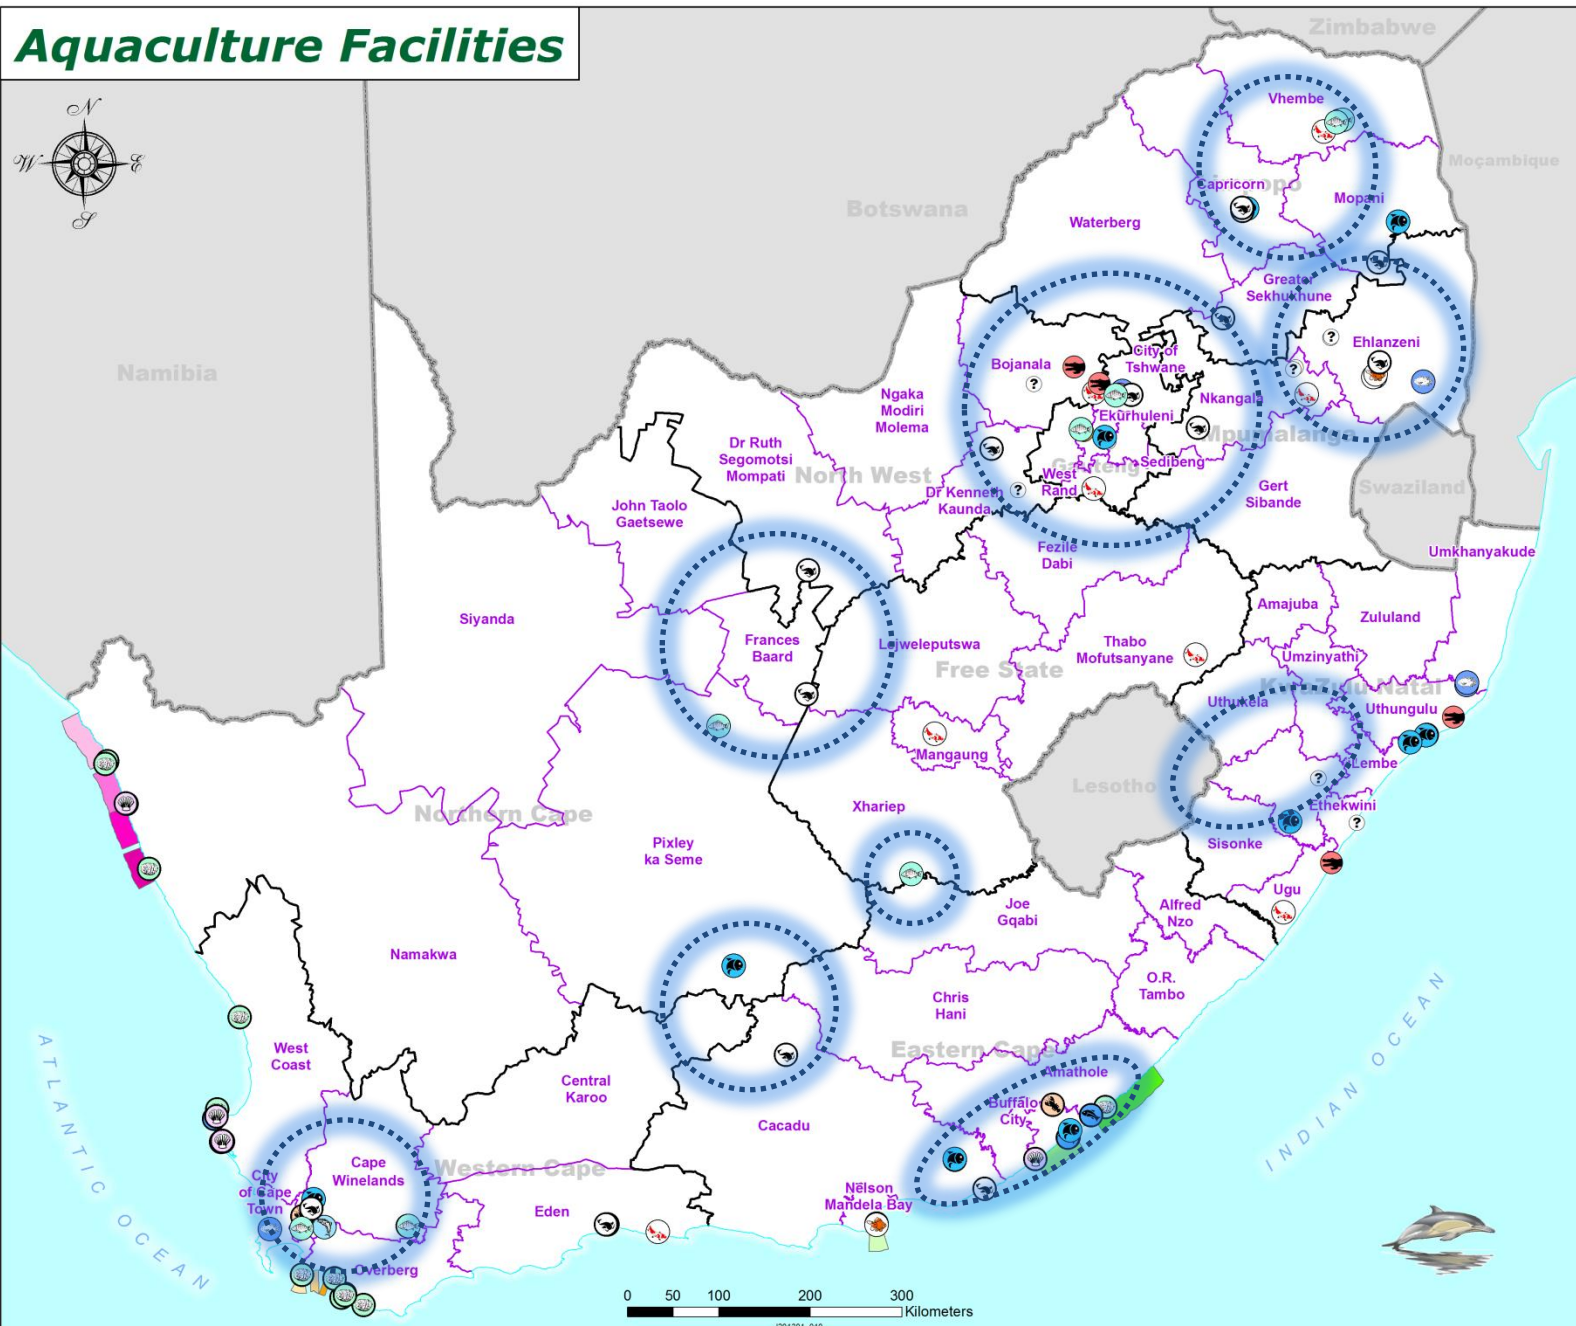 Aquaculture Facilities
N
W
E
S
Zimbabwe
Moçambique
Botswana
Namibia
Swaziland
Lesotho
North West
Free State
Northern Cape
Eastern Cape
Western Cape
Mpumalanga
KwaZulu Natal
Vhembe
Capricorn
Mopani
Waterberg
Greater
Sekhukhune
Ehlanzeni
Bojanala
City of
Tshwane
Nkangala
Ekurhuleni
Sedibeng
West
Rand
Gert
Sibande
Ngaka
Modiri
Molema
Dr Ruth
Segomotsi
Mompati
Dr Kenneth
Kaunda
John Taolo
Gaetsewe
Fezile
Dabi
Umkhanyakude
Amajuba
Zululand
Siyanda
Frances
Baard
Lejweleputswa
Thabo
Mofutsanyane
Umzinyathi
Uthukela
Uthungulu
Mangaung
iLembe
Xhariep
Ethekwini
Sisonke
Pixley
ka Seme
Ugu
Joe
Gqabi
Alfred
Nzo
Namakwa
O.R.
Tambo
Chris
Hani
West
Coast
Central
Karoo
Amathole
Buffalo
City
Cacadu
Cape
Winelands
City
of Cape
Town
Eden
Nelson
Mandela Bay
Overberg
ATLANTIC OCEAN
INDIAN OCEAN
? ? ? ? ? ? ?
0 50 100 200 300
Kilometers